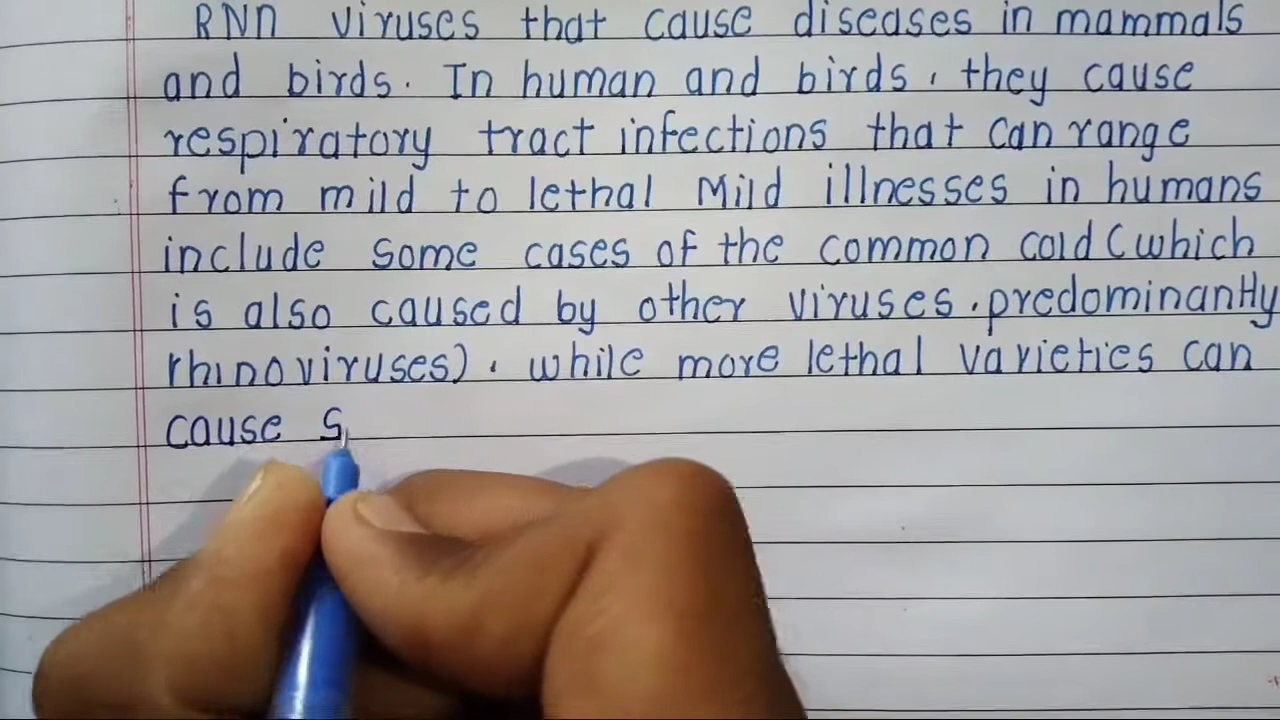 RNA viruses that cause diseases in mammals
and birds. In human and birds, they cause
respiratory tract infections that can range
from mild to lethal Mild illnesses in humans
include some cases of the common cold (which
is also caused by other viruses, predominantly
rhinoviruses), while more lethal varieties can
cause S